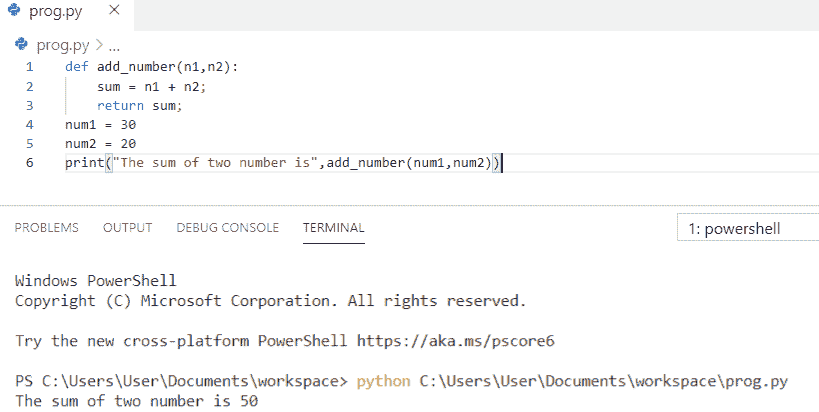 prog.py ×
prog.py > ...
1 def add_number(n1,n2):
2     sum = n1 + n2;
3     return sum;
4 num1 = 30
5 num2 = 20
6 print("The sum of two number is",add_number(num1,num2))
PROBLEMS OUTPUT DEBUG CONSOLE TERMINAL 1: powershell
Windows PowerShell
Copyright (C) Microsoft Corporation. All rights reserved.
Try the new cross-platform PowerShell https://aka.ms/pscore6
PS C:\Users\User\Documents\workspace> python C:\Users\User\Documents\workspace\prog.py
The sum of two number is 50